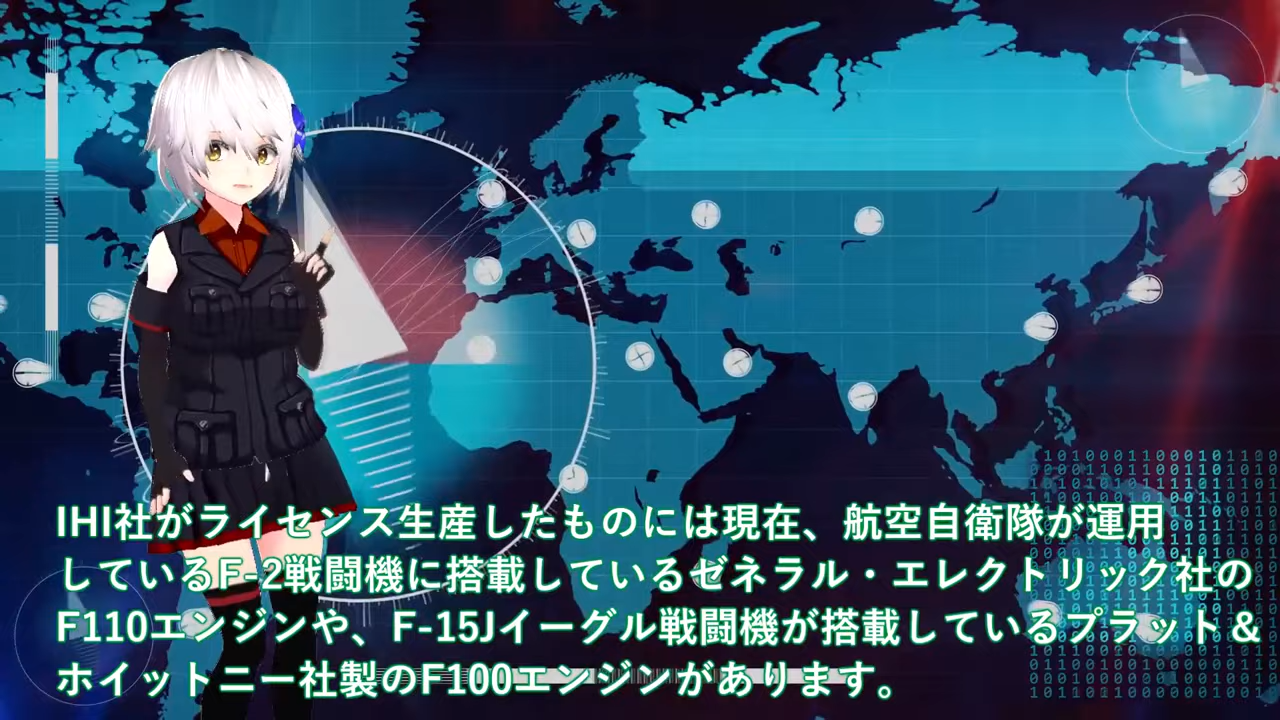 IHI社がライセンス生産したものには現在、航空自衛隊が運用
しているF-2戦闘機に搭載しているゼネラル・エレクトリック社の
F110エンジンや、F-15Jイーグル戦闘機が搭載しているプラット＆
ホイットニー社製のF100エンジンがあります。